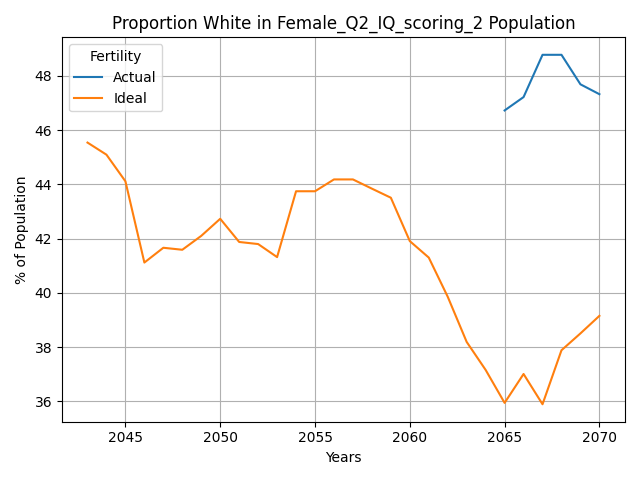 Proportion White in Female_Q2_IQ_scoring_2 Population
Fertility
Actual
Ideal
% of Population
48
46
44
42
40
38
36
2045
2050
2055
2060
2065
2070
Years